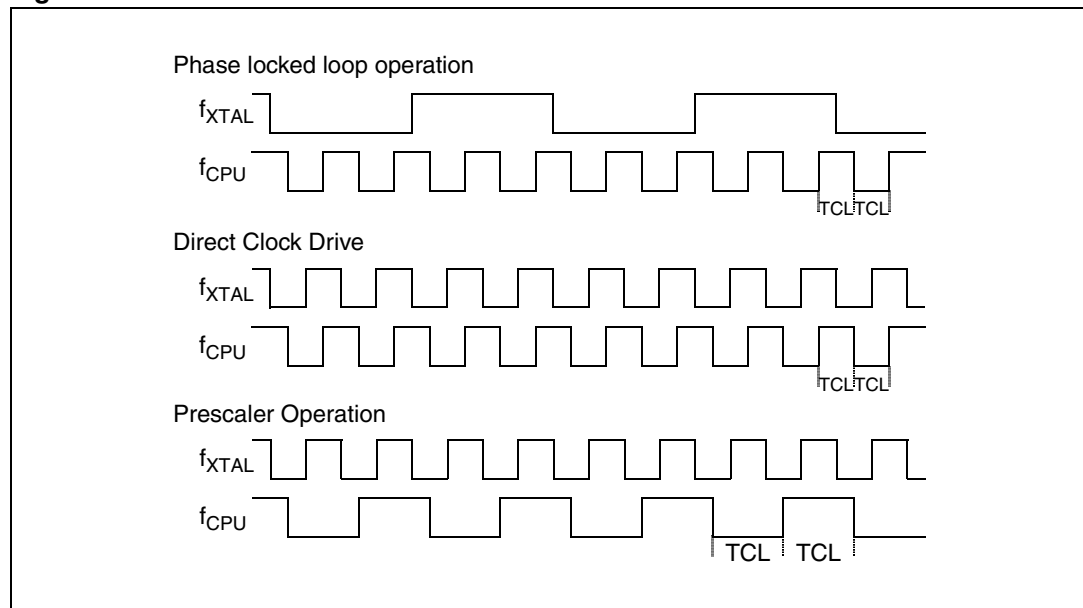 Phase locked loop operation
fXTAL
fCPU
TCL TCL
Direct Clock Drive
fXTAL
fCPU
TCL TCL
Prescaler Operation
fXTAL
fCPU
TCL TCL